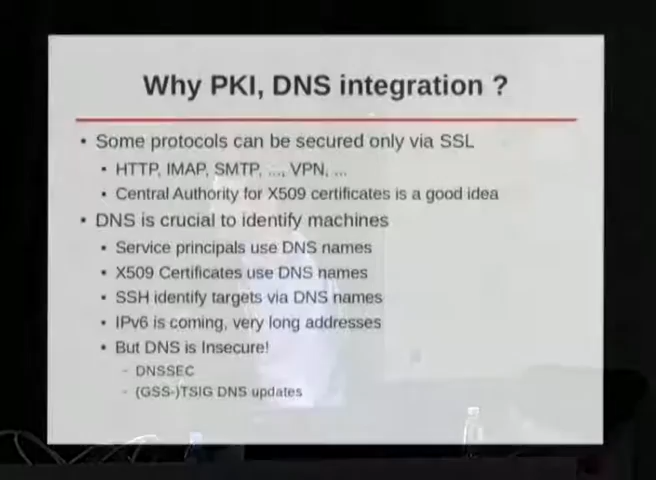 Why PKI, DNS integration ?
• Some protocols can be secured only via SSL
• HTTP, IMAP, SMTP, ..., VPN, ...
• Central Authority for X509 certificates is a good idea
• DNS is crucial to identify machines
• Service principals use DNS names
• X509 Certificates use DNS names
• SSH identify targets via DNS names
• IPv6 is coming, very long addresses
• But DNS is Insecure!
- DNSSEC
- (GSS-)TSIG DNS updates